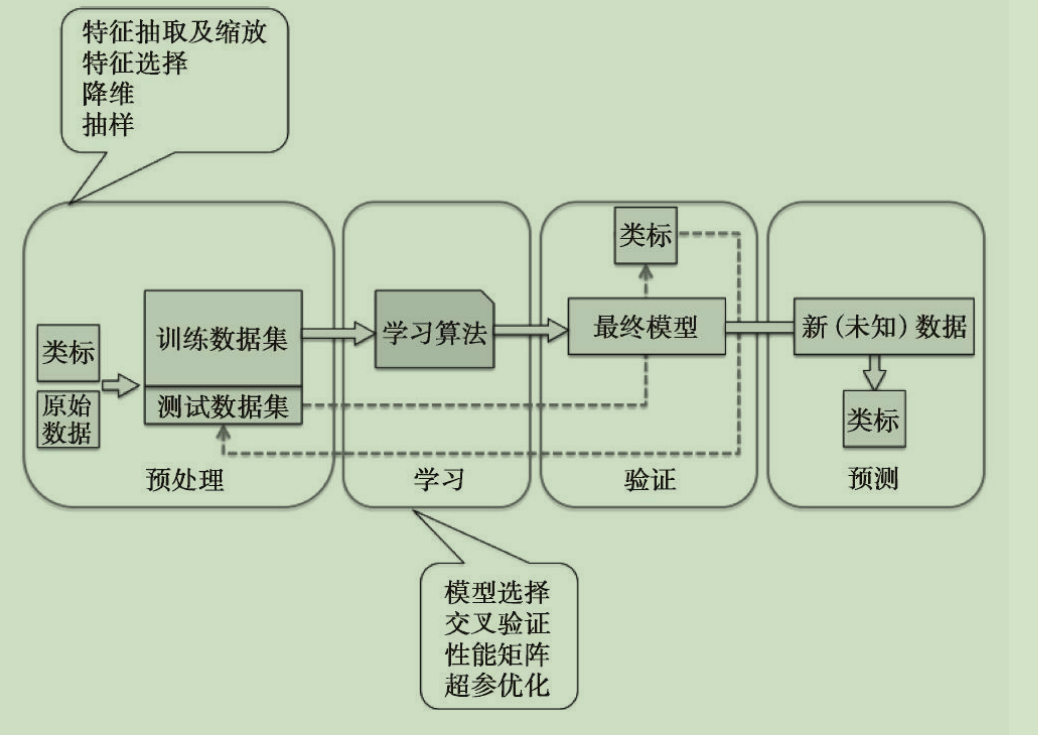 特征抽取及缩放
特征选择
降维
抽样
类标
原始
数据
训练数据集
测试数据集
预处理
学习算法
学习
类标
最终模型
验证
新(未知)数据
类标
预测
模型选择
交叉验证
性能矩阵
超参优化